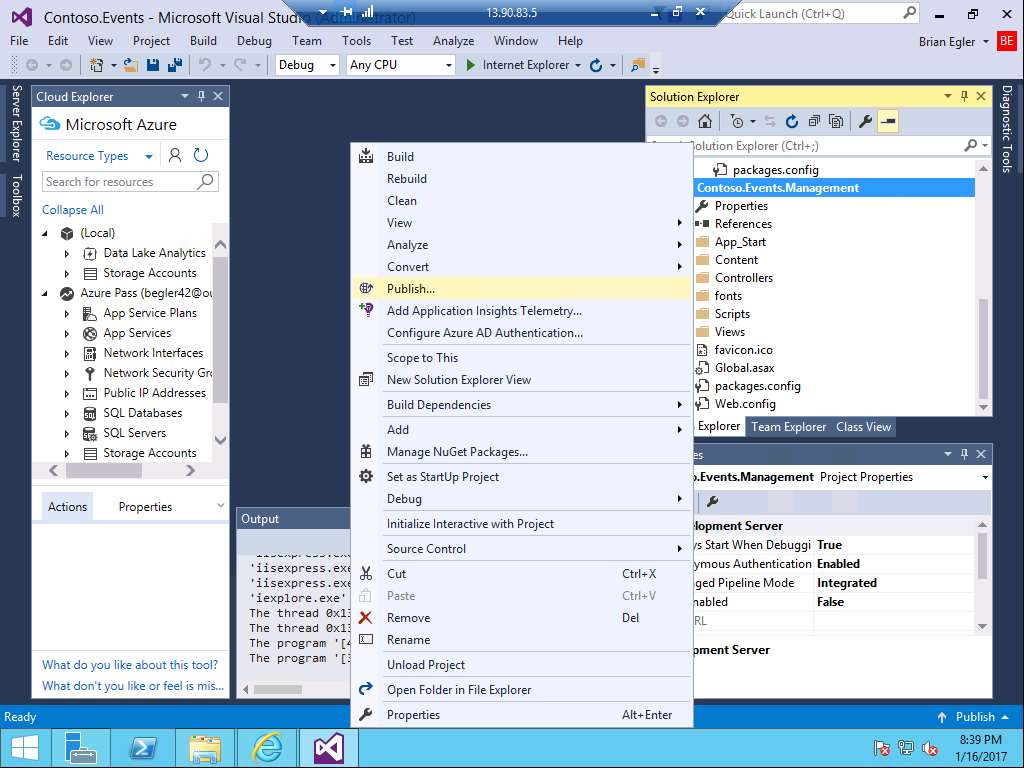 Contoso.Events - Microsoft Visual Studio (Administrator)
13.90.83.5
Quick Launch (Ctrl+Q)
File Edit View Project Build Debug Team Tools Test Analyze Window Help
Brian Egler BE
Debug Any CPU Internet Explorer
Server Explorer
Toolbox
Cloud Explorer
Microsoft Azure
Resource Types
Search for resources
Collapse All
(Local)
Data Lake Analytics
Storage Accounts
Azure Pass (begler42@ou
App Service Plans
App Services
Network Interfaces
Network Security Gr
Public IP Addresses
SQL Databases
SQL Servers
Storage Accounts
Actions Properties
What do you like about this tool?
What don't you like or feel is mis...
Output
'iisexpress.exe
'iisexpress.exe
'iisexpress.exe
'iexplore.exe'
The thread 0x13
The thread 0x13
The program '[4
The program '[3
Build
Rebuild
Clean
View
Analyze
Convert
Publish...
Add Application Insights Telemetry...
Configure Azure AD Authentication...
Scope to This
New Solution Explorer View
Build Dependencies
Add
Manage NuGet Packages...
Set as StartUp Project
Debug
Initialize Interactive with Project
Source Control
Cut Ctrl+X
Paste Ctrl+V
Remove Del
Rename
Unload Project
Open Folder in File Explorer
Properties Alt+Enter
Solution Explorer
Solution Explorer (Ctrl+;)
packages.config
Contoso.Events.Management
Properties
References
App_Start
Content
Controllers
fonts
Scripts
Views
favicon.ico
Global.asax
packages.config
Web.config
Explorer Team Explorer Class View
es
o.Events.Management Project Properties
lopment Server
ys Start When Debuggi True
ymous Authentication Enabled
ged Pipeline Mode Integrated
nabled False
RL
pment Server
Diagnostic Tools
Ready
Publish
8:39 PM
1/16/2017